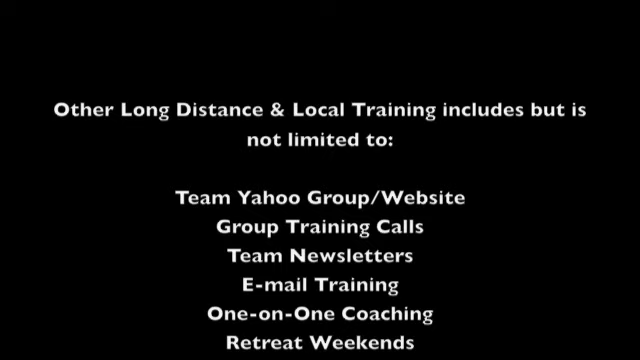 Other Long Distance & Local Training includes but is
not limited to:
Team Yahoo Group/Website
Group Training Calls
Team Newsletters
E-mail Training
One-on-One Coaching
Retreat Weekends